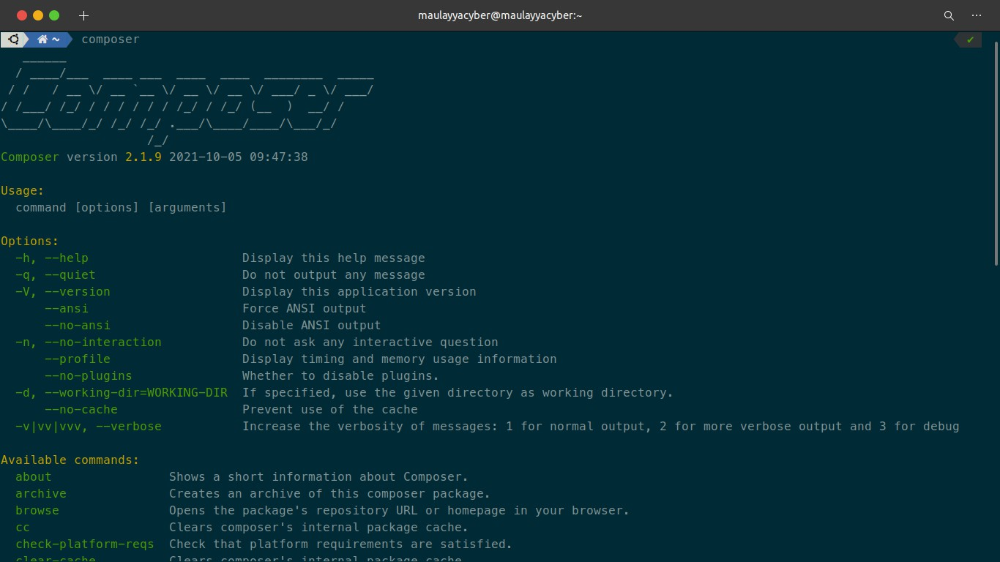 maulayyacyber@maulayyacyber:~
~ composer
   ______
  / ____/___  ____ ___  ____  ____  ________  _____
 / /   / __ \/ __ `__ \/ __ \/ __ \/ ___/ _ \/ ___/
/ /___/ /_/ / / / / / / /_/ / /_/ (__  )  __/ /
\____/\____/_/ /_/ /_/ .___/\____/____/\___/_/
                    /_/
Composer version 2.1.9 2021-10-05 09:47:38
Usage:
  command [options] [arguments]
Options:
  -h, --help                     Display this help message
  -q, --quiet                    Do not output any message
  -V, --version                  Display this application version
      --ansi                     Force ANSI output
      --no-ansi                  Disable ANSI output
  -n, --no-interaction           Do not ask any interactive question
      --profile                  Display timing and memory usage information
      --no-plugins               Whether to disable plugins.
  -d, --working-dir=WORKING-DIR  If specified, use the given directory as working directory.
      --no-cache                 Prevent use of the cache
  -v|vv|vvv, --verbose           Increase the verbosity of messages: 1 for normal output, 2 for more verbose output and 3 for debug
Available commands:
  about                Shows a short information about Composer.
  archive              Creates an archive of this composer package.
  browse               Opens the package's repository URL or homepage in your browser.
  cc                   Clears composer's internal package cache.
  check-platform-reqs  Check that platform requirements are satisfied.
  clear-cache          Clears composer's internal package cache.